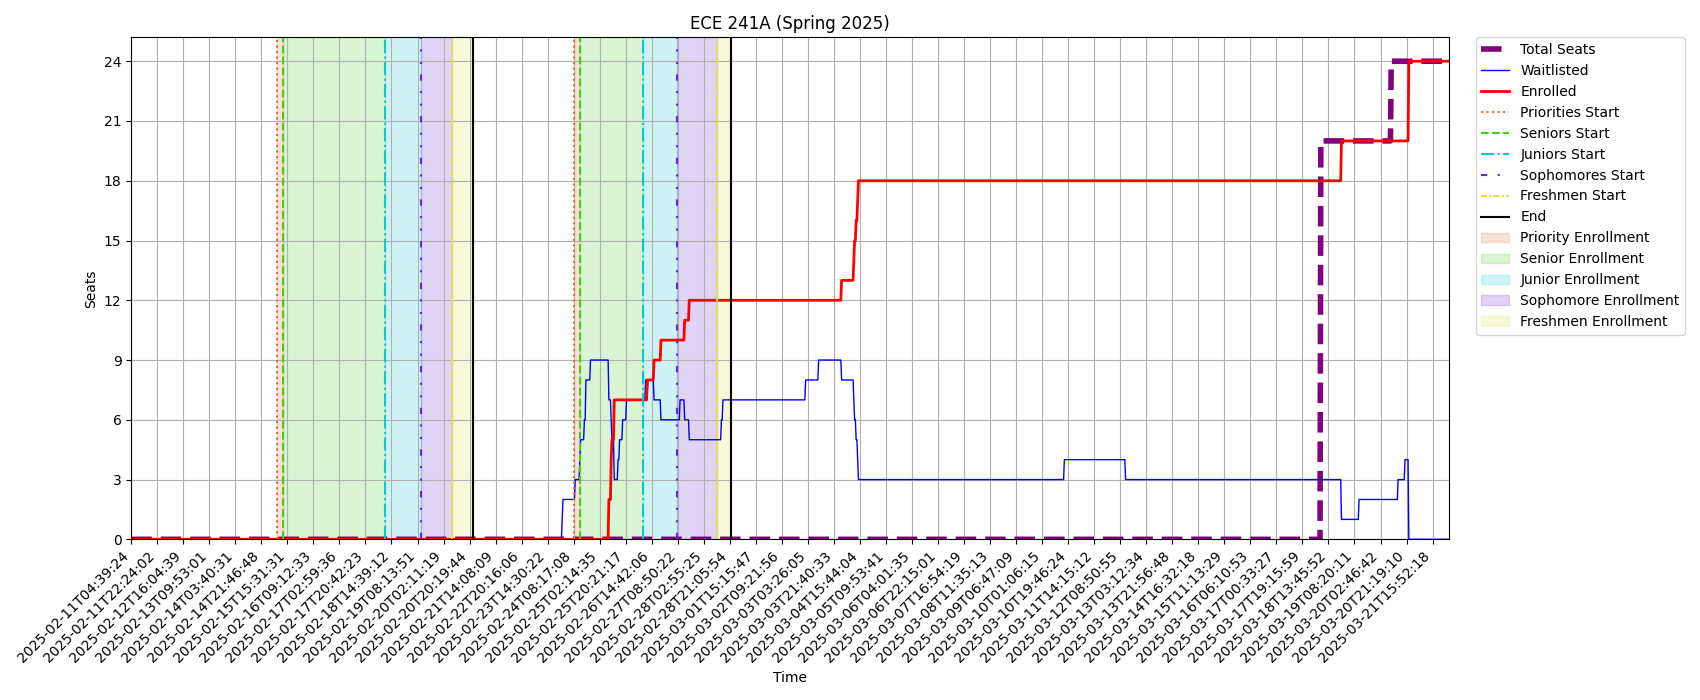 ECE 241A (Spring 2025)
Seats
24
21
18
15
12
9
6
3
0
2025-02-11T04:39:24
2025-02-11T22:24:02
2025-02-12T16:04:39
2025-02-13T09:53:01
2025-02-14T03:40:31
2025-02-14T21:46:48
2025-02-15T15:31:31
2025-02-16T09:12:33
2025-02-17T02:59:36
2025-02-17T20:42:23
2025-02-18T14:39:12
2025-02-19T08:13:51
2025-02-20T02:11:19
2025-02-20T20:19:44
2025-02-21T14:08:09
2025-02-22T20:16:06
2025-02-23T14:30:22
2025-02-24T08:17:08
2025-02-25T02:14:35
2025-02-25T20:21:17
2025-02-26T14:42:06
2025-02-27T08:50:22
2025-02-28T02:55:25
2025-02-28T21:05:54
2025-03-01T15:15:47
2025-03-02T09:21:56
2025-03-03T03:26:05
2025-03-03T21:40:33
2025-03-04T15:44:04
2025-03-05T09:53:41
2025-03-06T04:01:35
2025-03-06T22:15:01
2025-03-07T16:54:19
2025-03-08T11:35:13
2025-03-09T06:47:09
2025-03-10T01:06:15
2025-03-10T19:46:24
2025-03-11T14:15:12
2025-03-12T08:50:55
2025-03-13T03:12:34
2025-03-13T21:56:48
2025-03-14T16:32:18
2025-03-15T11:13:29
2025-03-16T06:10:53
2025-03-17T00:33:27
2025-03-17T19:15:59
2025-03-18T13:45:52
2025-03-19T08:20:11
2025-03-20T02:46:42
2025-03-20T21:19:10
2025-03-21T15:52:18
Time
Total Seats
Waitlisted
Enrolled
Priorities Start
Seniors Start
Juniors Start
Sophomores Start
Freshmen Start
End
Priority Enrollment
Senior Enrollment
Junior Enrollment
Sophomore Enrollment
Freshmen Enrollment